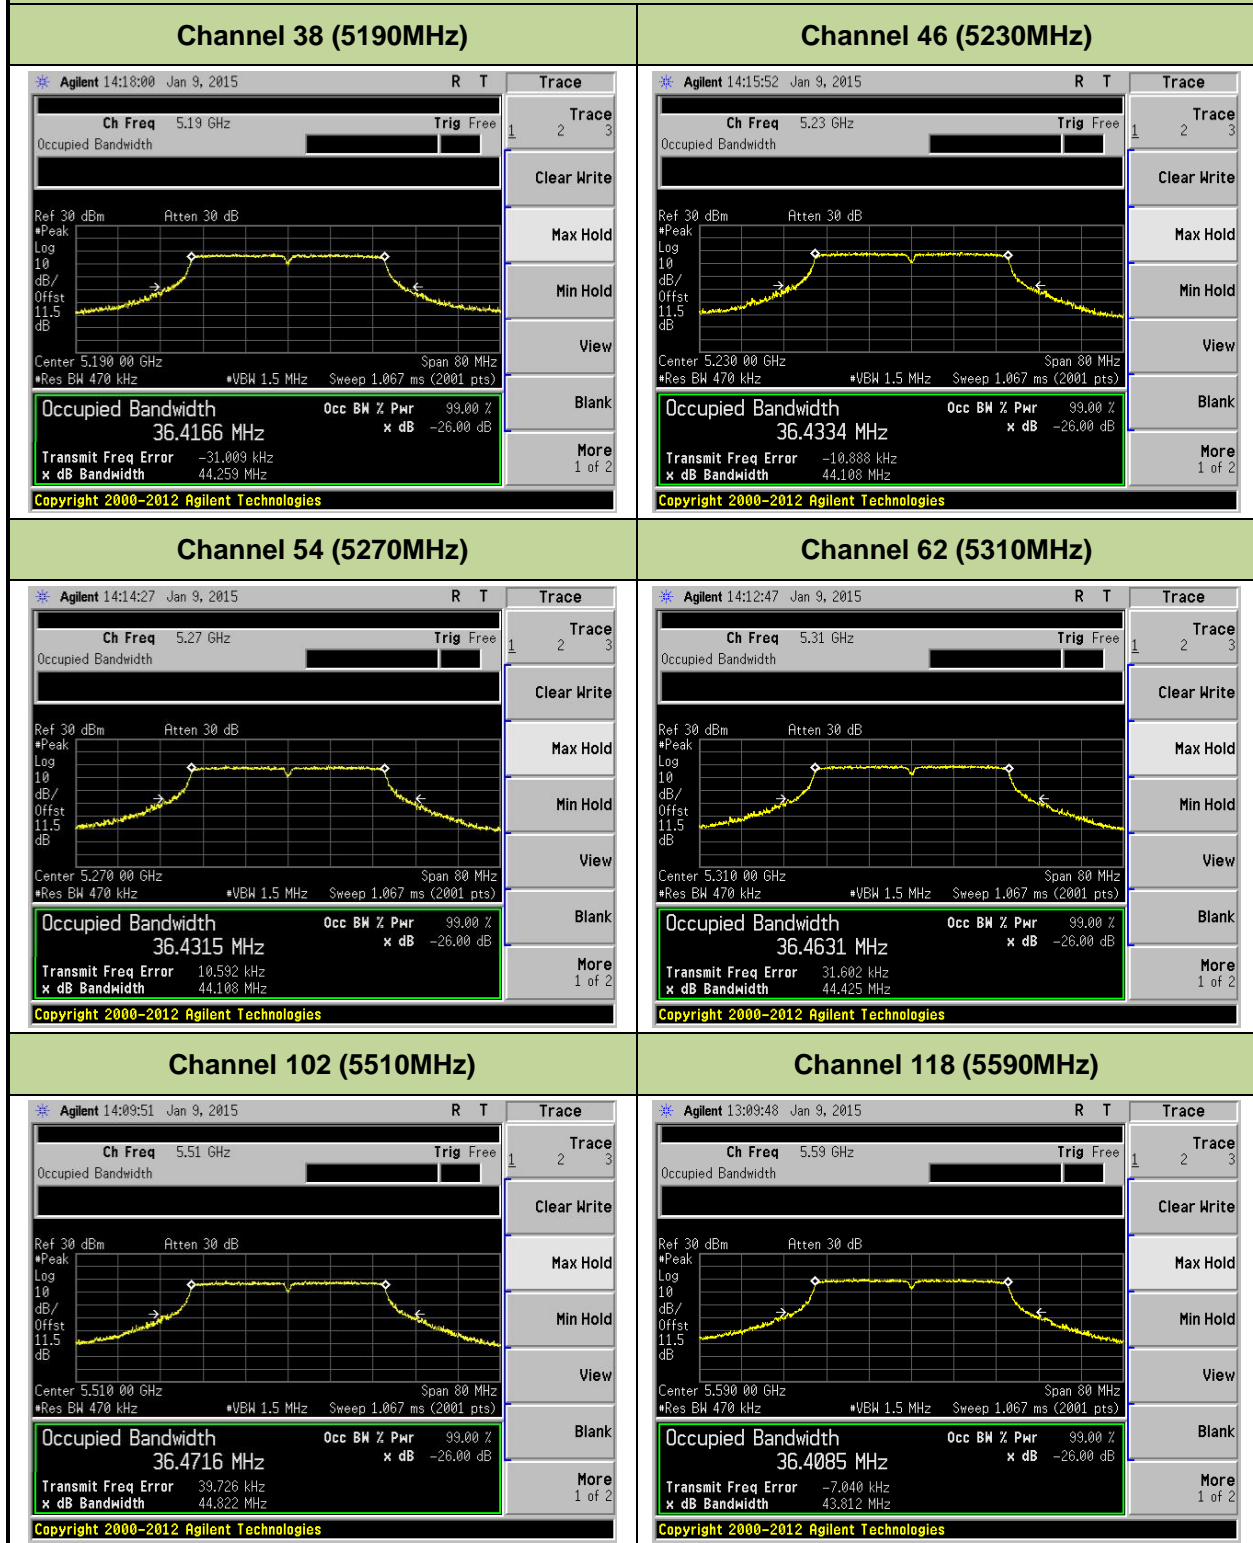 Channel 38 (5190MHz)
Channel 46 (5230MHz)
Agilent 14:18:00 Jan 9, 2015 R T Trace
Ch Freq 5.19 GHz Trig Free
Occupied Bandwidth
Trace
1 2 3
Clear Write
Max Hold
Min Hold
View
Blank
More
1 of 2
Ref 30 dBm Atten 30 dB
#Peak
Log
10
dB/
Offst
11.5
dB
Center 5.190 00 GHz Span 80 MHz
#Res BW 470 kHz #VBW 1.5 MHz Sweep 1.067 ms (2001 pts)
Occupied Bandwidth Occ BW % Pwr 99.00 %
36.4166 MHz x dB -26.00 dB
Transmit Freq Error -31.009 kHz
x dB Bandwidth 44.259 MHz
Copyright 2000-2012 Agilent Technologies
Agilent 14:15:52 Jan 9, 2015 R T Trace
Ch Freq 5.23 GHz Trig Free
Occupied Bandwidth
Trace
1 2 3
Clear Write
Max Hold
Min Hold
View
Blank
More
1 of 2
Ref 30 dBm Atten 30 dB
#Peak
Log
10
dB/
Offst
11.5
dB
Center 5.230 00 GHz Span 80 MHz
#Res BW 470 kHz #VBW 1.5 MHz Sweep 1.067 ms (2001 pts)
Occupied Bandwidth Occ BW % Pwr 99.00 %
36.4334 MHz x dB -26.00 dB
Transmit Freq Error -10.888 kHz
x dB Bandwidth 44.108 MHz
Copyright 2000-2012 Agilent Technologies
Channel 54 (5270MHz)
Channel 62 (5310MHz)
Agilent 14:14:27 Jan 9, 2015 R T Trace
Ch Freq 5.27 GHz Trig Free
Occupied Bandwidth
Trace
1 2 3
Clear Write
Max Hold
Min Hold
View
Blank
More
1 of 2
Ref 30 dBm Atten 30 dB
#Peak
Log
10
dB/
Offst
11.5
dB
Center 5.270 00 GHz Span 80 MHz
#Res BW 470 kHz #VBW 1.5 MHz Sweep 1.067 ms (2001 pts)
Occupied Bandwidth Occ BW % Pwr 99.00 %
36.4315 MHz x dB -26.00 dB
Transmit Freq Error 10.592 kHz
x dB Bandwidth 44.108 MHz
Copyright 2000-2012 Agilent Technologies
Agilent 14:12:47 Jan 9, 2015 R T Trace
Ch Freq 5.31 GHz Trig Free
Occupied Bandwidth
Trace
1 2 3
Clear Write
Max Hold
Min Hold
View
Blank
More
1 of 2
Ref 30 dBm Atten 30 dB
#Peak
Log
10
dB/
Offst
11.5
dB
Center 5.310 00 GHz Span 80 MHz
#Res BW 470 kHz #VBW 1.5 MHz Sweep 1.067 ms (2001 pts)
Occupied Bandwidth Occ BW % Pwr 99.00 %
36.4631 MHz x dB -26.00 dB
Transmit Freq Error 31.602 kHz
x dB Bandwidth 44.425 MHz
Copyright 2000-2012 Agilent Technologies
Channel 102 (5510MHz)
Channel 118 (5590MHz)
Agilent 14:09:51 Jan 9, 2015 R T Trace
Ch Freq 5.51 GHz Trig Free
Occupied Bandwidth
Trace
1 2 3
Clear Write
Max Hold
Min Hold
View
Blank
More
1 of 2
Ref 30 dBm Atten 30 dB
#Peak
Log
10
dB/
Offst
11.5
dB
Center 5.510 00 GHz Span 80 MHz
#Res BW 470 kHz #VBW 1.5 MHz Sweep 1.067 ms (2001 pts)
Occupied Bandwidth Occ BW % Pwr 99.00 %
36.4716 MHz x dB -26.00 dB
Transmit Freq Error 39.726 kHz
x dB Bandwidth 44.822 MHz
Copyright 2000-2012 Agilent Technologies
Agilent 13:09:48 Jan 9, 2015 R T Trace
Ch Freq 5.59 GHz Trig Free
Occupied Bandwidth
Trace
1 2 3
Clear Write
Max Hold
Min Hold
View
Blank
More
1 of 2
Ref 30 dBm Atten 30 dB
#Peak
Log
10
dB/
Offst
11.5
dB
Center 5.590 00 GHz Span 80 MHz
#Res BW 470 kHz #VBW 1.5 MHz Sweep 1.067 ms (2001 pts)
Occupied Bandwidth Occ BW % Pwr 99.00 %
36.4085 MHz x dB -26.00 dB
Transmit Freq Error -7.040 kHz
x dB Bandwidth 43.812 MHz
Copyright 2000-2012 Agilent Technologies